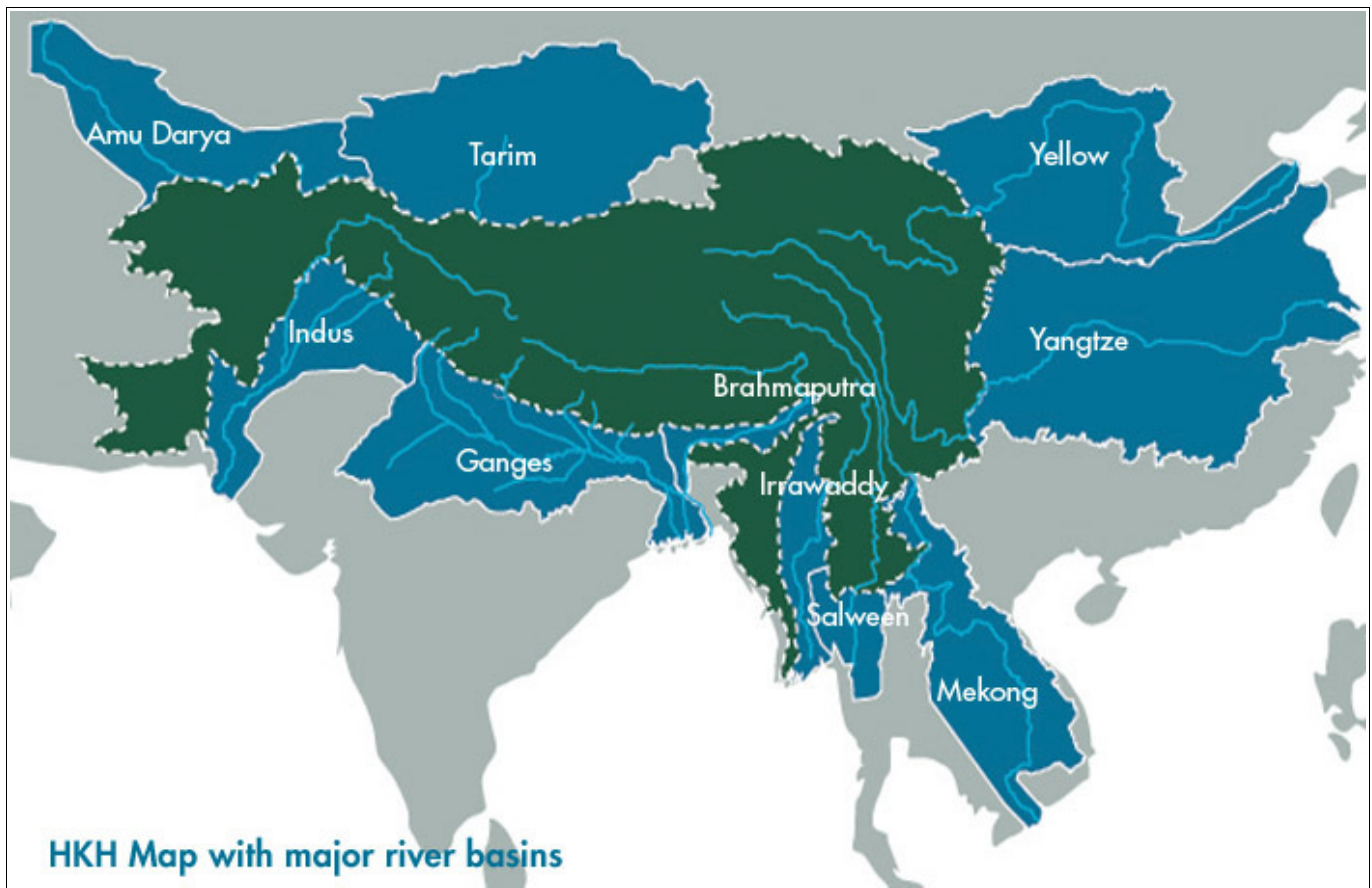 Amu Darya
Tarim
Yellow
Indus
Yangtze
Brahmaputra
Ganges
Irrawaddy
Salween
Mekong
HKH Map with major river basins